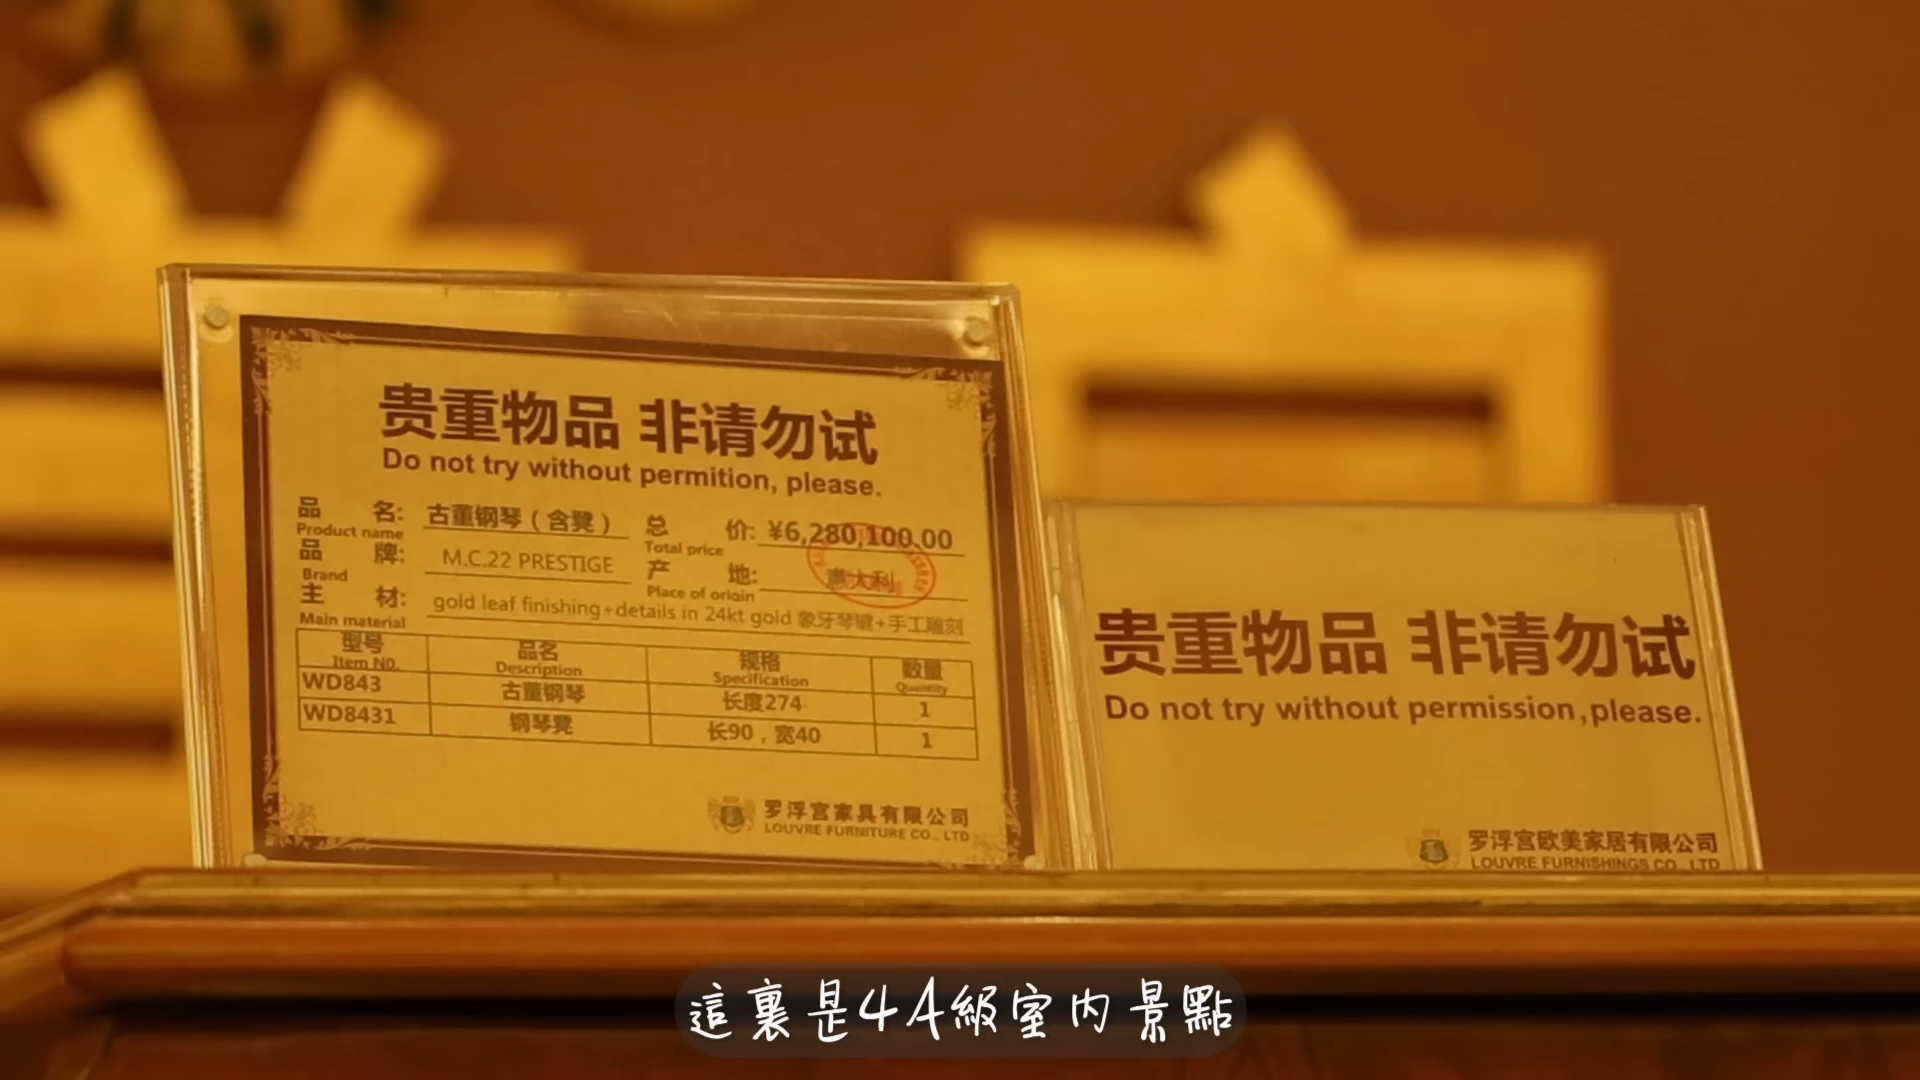 贵重物品 非请勿试
Do not try without permition, please.
品 名: 古董钢琴（含凳） 总 价: ¥6,280,100.00
Product name Total price
品 牌: M.C.22 PRESTIGE 产 地: 意大利
Brand Place of origin
主 材: gold leaf finishing+details in 24kt gold 象牙琴键+手工雕刻
Main material
型号 品名 规格 数量
Item NO. Description Specification Quantity
WD843 古董钢琴 长度274 1
WD8431 钢琴凳 长90，宽40 1
罗浮宫家具有限公司
LOUVRE FURNITURE CO., LTD
贵重物品 非请勿试
Do not try without permission,please.
罗浮宫欧美家居有限公司
LOUVRE FURNISHINGS CO., LTD
這裏是4A級室内景點